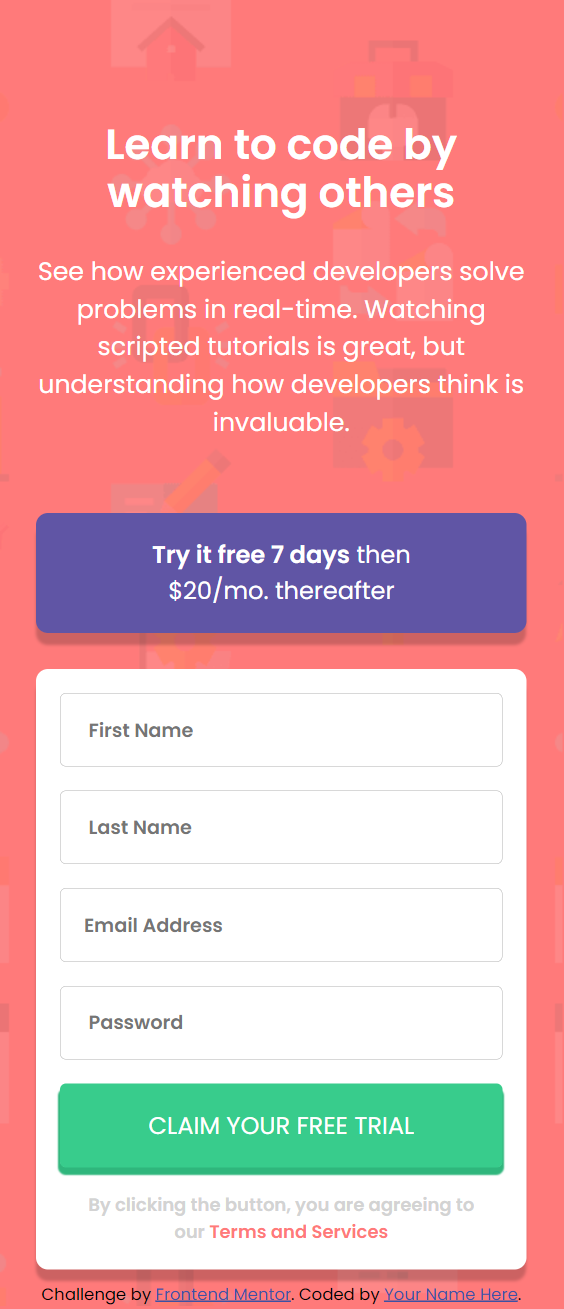 Learn to code by
watching others
See how experienced developers solve
problems in real-time. Watching
scripted tutorials is great, but
understanding how developers think is
invaluable.
Try it free 7 days then
$20/mo. thereafter
First Name
Last Name
Email Address
Password
CLAIM YOUR FREE TRIAL
By clicking the button, you are agreeing to
our Terms and Services
Challenge by Frontend Mentor. Coded by Your Name Here.